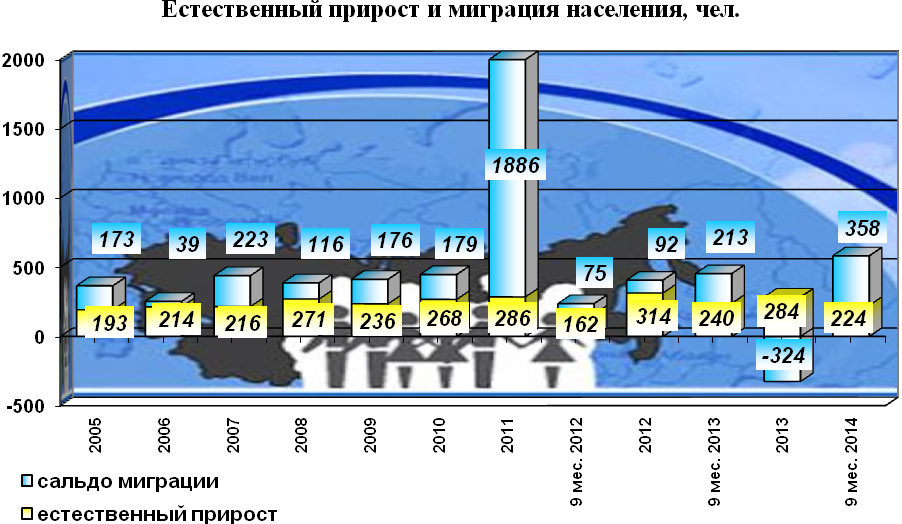 Естественный прирост и миграция населения, чел.
2000
1500
1000
500
0
-500
173 39 223 116 176 179 1886 75 92 213 284 358
193 214 216 271 236 268 286 162 314 240 -324 224
2005
2006
2007
2008
2009
2010
2011
9 мес. 2012
2012
9 мес. 2013
2013
9 мес. 2014
сальдо миграции
естественный прирост